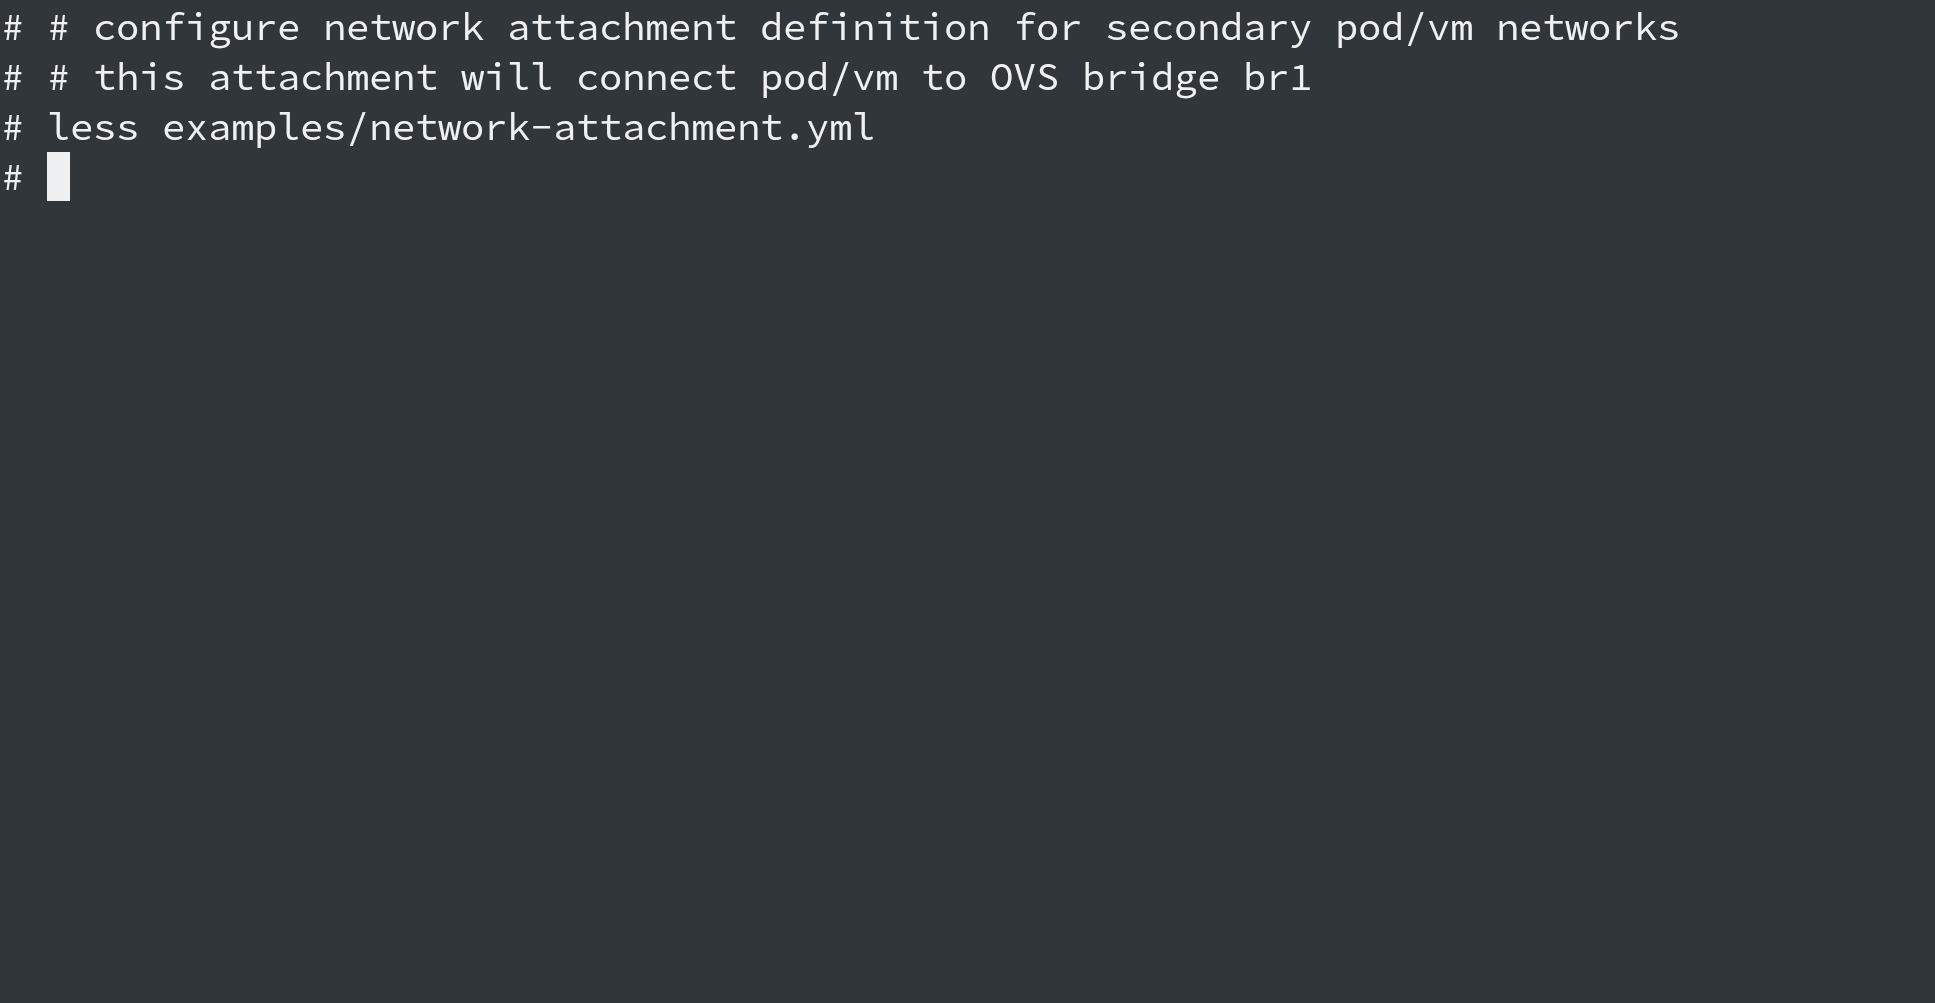 # # configure network attachment definition for secondary pod/vm networks
# # this attachment will connect pod/vm to OVS bridge br1
# less examples/network-attachment.yml
#